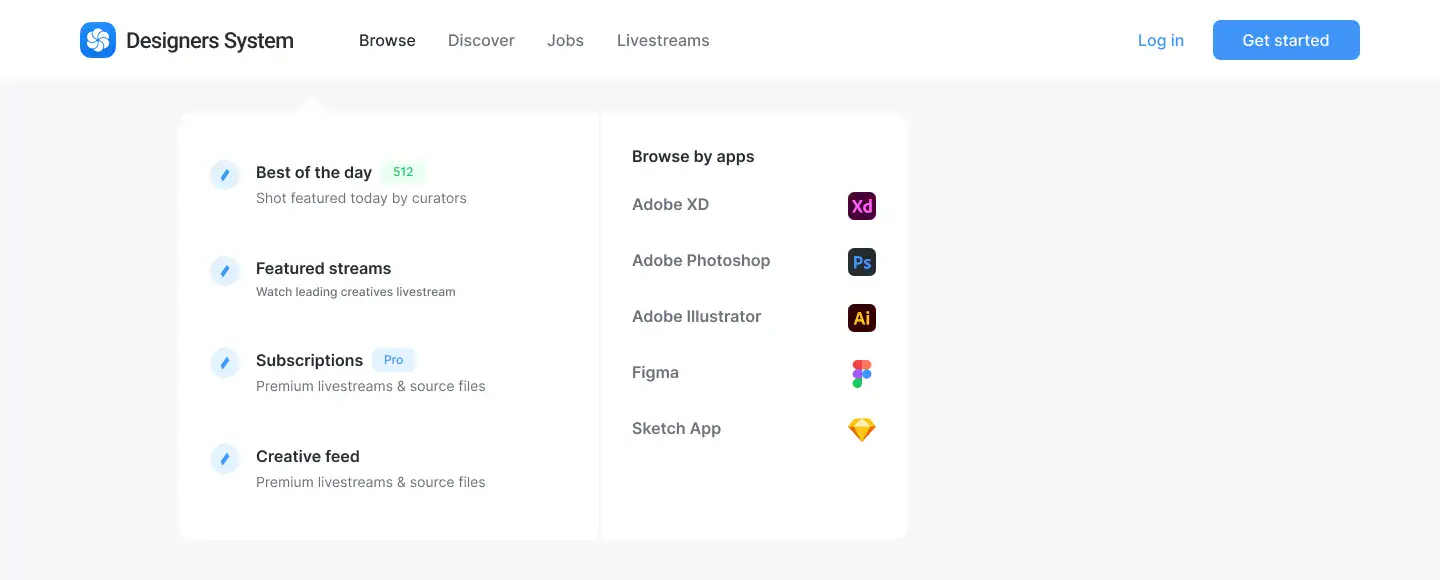 Designers System
Browse
Discover
Jobs
Livestreams
Log in
Get started
Best of the day
512
Shot featured today by curators
Featured streams
Watch leading creatives livestream
Subscriptions
Pro
Premium livestreams & source files
Creative feed
Premium livestreams & source files
Browse by apps
Adobe XD
Xd
Adobe Photoshop
Ps
Adobe Illustrator
Ai
Figma
Sketch App